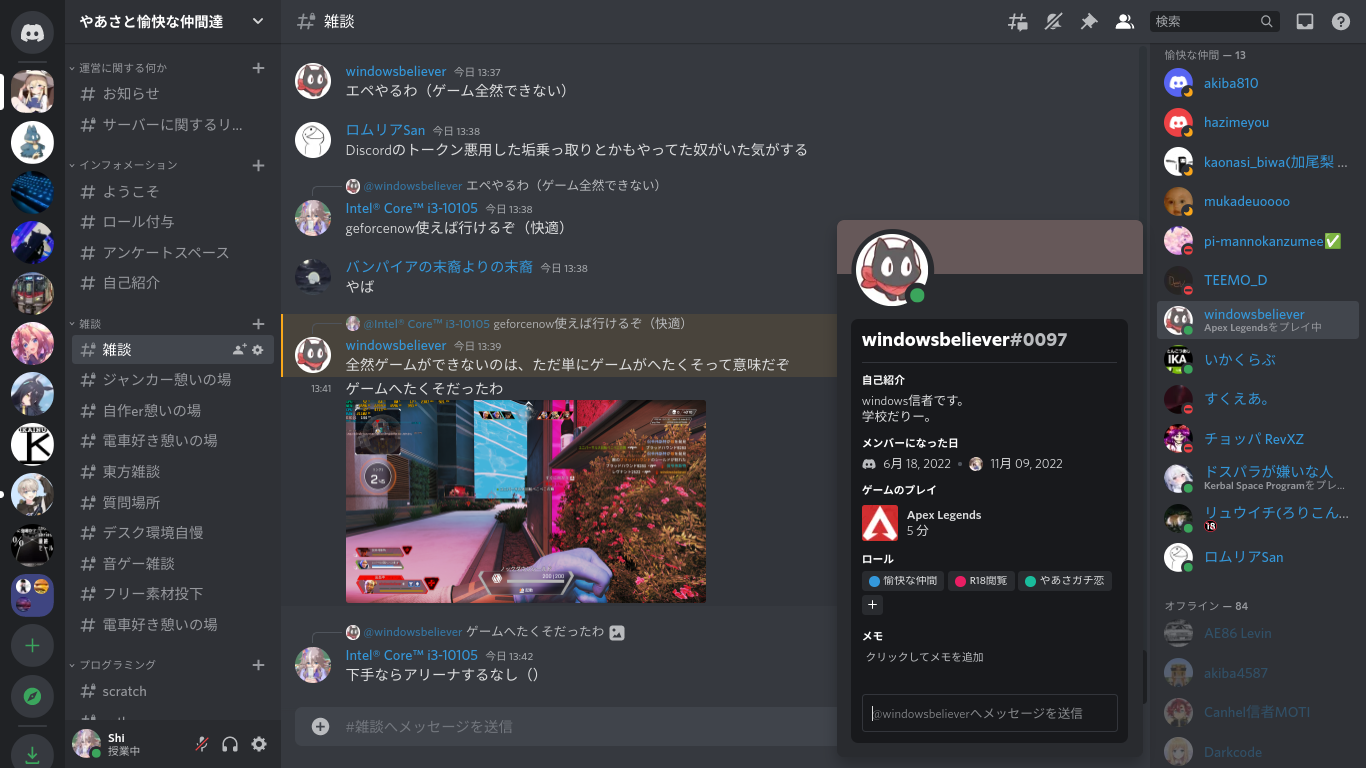 やあさと愉快な仲間達
運営に関する何か
お知らせ
サーバーに関するリ...
インフォメーション
ようこそ
ロール付与
アンケートスペース
自己紹介
雑談
雑談
ジャンカー憩いの場
自作er憩いの場
電車好き憩いの場
東方雑談
質問場所
デスク環境自慢
音ゲー雑談
フリー素材投下
電車好き憩いの場
プログラミング
scratch
Shi
授業中
雑談
検索
windowsbeliever 今日 13:37
エペやるわ（ゲーム全然できない）
ロムリアSan 今日 13:38
Discordのトークン悪用した垢乗っ取りとかもやってた奴がいた気がする
@windowsbeliever エペやるわ（ゲーム全然できない）
Intel® Core™ i3-10105 今日 13:38
geforcenow使えば行けるぞ（快適）
バンパイアの末裔よりの末裔 今日 13:38
やば
@Intel® Core™ i3-10105 geforcenow使えば行けるぞ（快適）
windowsbeliever 今日 13:39
全然ゲームができないのは、ただ単にゲームがへたくそって意味だぞ
13:41 ゲームへたくそだったわ
@windowsbeliever ゲームへたくそだったわ
Intel® Core™ i3-10105 今日 13:42
下手ならアリーナするなし（）
#雑談へメッセージを送信
windowsbeliever#0097
自己紹介
windows信者です。
学校だりー。
メンバーになった日
6月 18, 2022 • 11月 09, 2022
ゲームのプレイ
Apex Legends
5 分
ロール
愉快な仲間 R18閲覧 やあさガチ恋
メモ
クリックしてメモを追加
@windowsbelieverへメッセージを送信
愉快な仲間 — 13
akiba810
hazimeyou
kaonasi_biwa(加尾梨 ...
mukadeuoooo
pi-mannokanzumee✅
TEEMO_D
windowsbeliever
Apex Legendsをプレイ中
いかくらぶ
すくえあ。
チョッパ RevXZ
ドスパラが嫌いな人
Kerbal Space Programをプレ...
リュウイチ(ろりこん...
🔞
ロムリアSan
オフライン — 84
AE86 Levin
akiba4587
Canhel信者MOTI
Darkcode